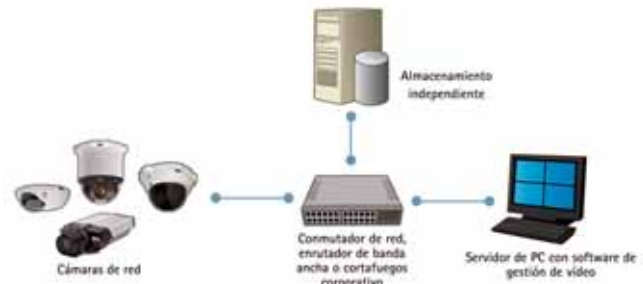 Almacenamiento
independiente
Cámaras de red
Conmutador de red,
enrutador de banda
ancha o cortafuegos
corporativo
Servidor de PC con software de
gestión de vídeo